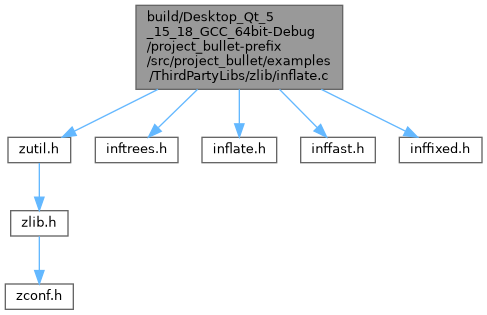 build/Desktop_Qt_5
_15_18_GCC_64bit-Debug
/project_bullet-prefix
/src/project_bullet/examples
/ThirdPartyLibs/zlib/inflate.c
zutil.h
inftrees.h
inflate.h
inffast.h
inffixed.h
zlib.h
zconf.h